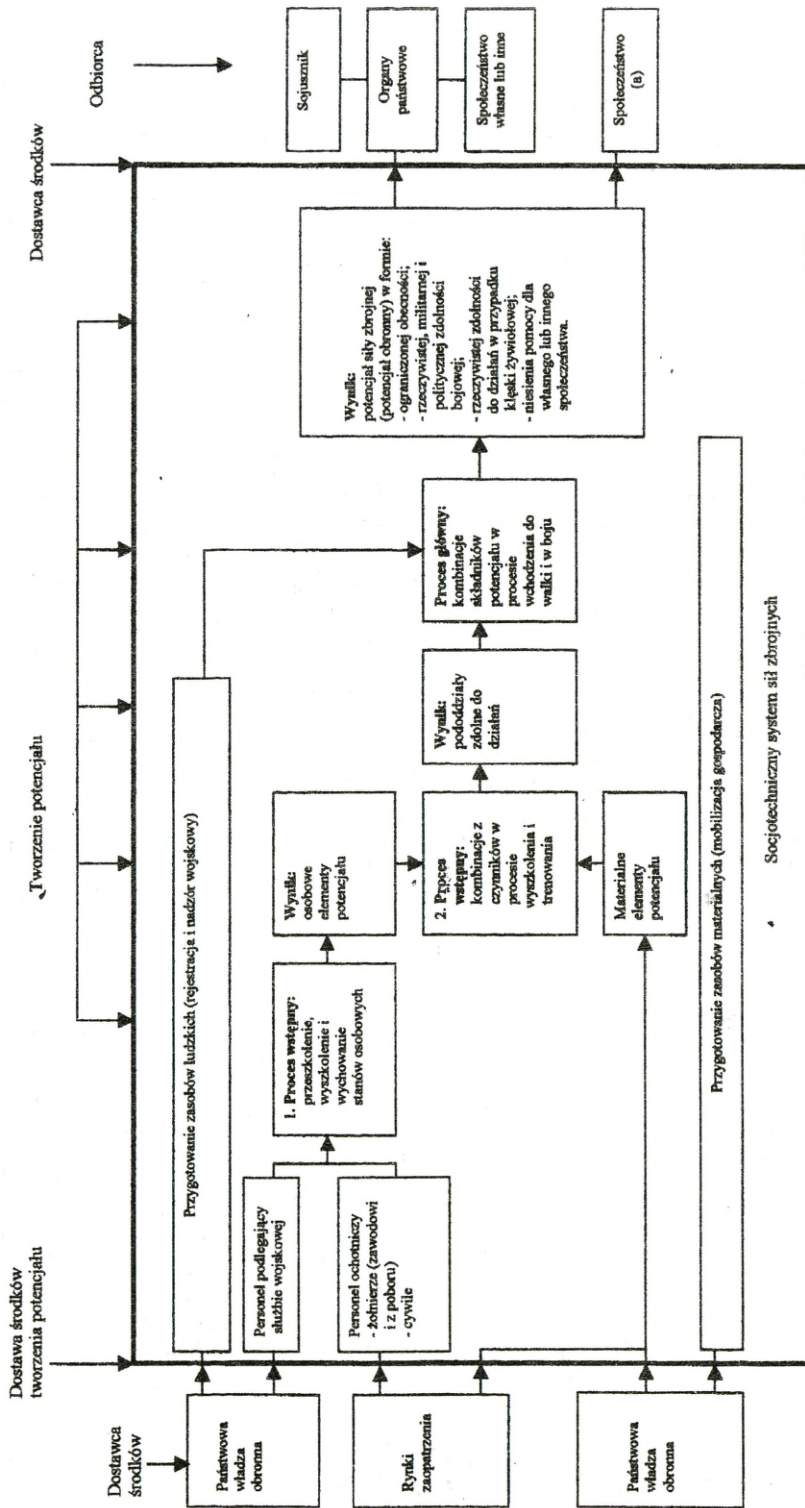 Dostawa środków
tworzenia potencjału
Tworzenie potencjału
Dostawca środków
Odbiorca
Dostawca
środków
Państwowa
władza
obronna
Rynki
zaopatrzenia
Państwowa
władza
obronna
Przygotowanie zasobów ludzkich (rejestracja i nadzór wojskowy)
Personel podlegający
służbie wojskowej
Personel ochotniczy
- żołnierze (zawodowi
i z poboru)
- cywile
1. Proces wstępny:
przeszkolenie,
wyszkolenie i
wychowanie
stanów osobowych
Wynik:
osobowe
elementy
potencjału
2. Proces
wstępny:
kombinacje z
czynników w
procesie
wyszkolenia i
trenowania
Materialne
elementy
potencjału
Wynik:
pododdziały
zdolne do
działań
Proces główny:
kombinacje
składników
potencjału w
procesie
wchodzenia do
walki i w boju
Wynik:
potencjał siły zbrojnej
(potencjał obronny) w formie:
- ograniczonej obecności;
- rzeczywistej, militarnej i
politycznej zdolności
bojowej;
- rzeczywistej zdolności
do działań w przypadku
klęski żywiołowej;
- niesienia pomocy dla
własnego lub innego
społeczeństwa.
Sojusznik
Organy
państwowe
Społeczeństwo
własne lub inne
Społeczeństwo
(a)
Przygotowanie zasobów materialnych (mobilizacja gospodarcza)
Socjotechniczny system sił zbrojnych